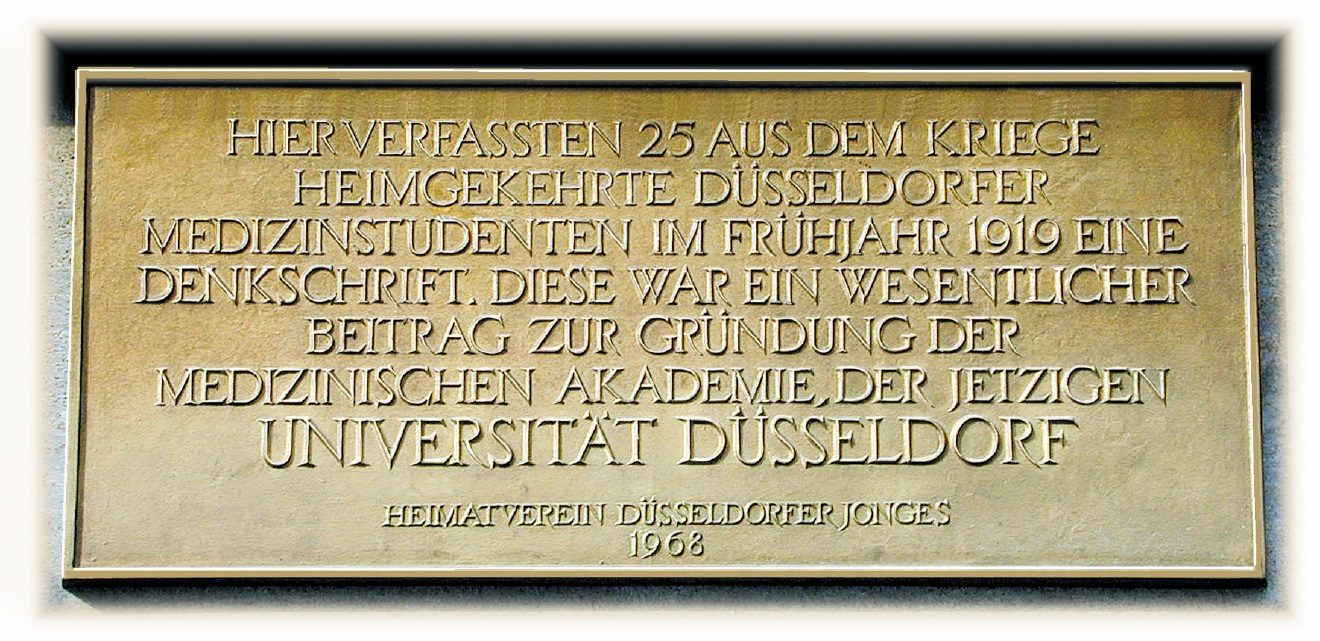 HIER VERFASSTEN 25 AUS DEM KRIEGE
HEIMGEKEHRTE DÜSSELDORFER
MEDIZINSTUDENTEN IM FRÜHJAHR 1919 EINE
DENKSCHRIFT. DIESE WAR EIN WESENTLICHER
BEITRAG ZUR GRÜNDUNG DER
MEDIZINISCHEN AKADEMIE, DER JETZIGEN
UNIVERSITÄT DÜSSELDORF
HEIMATVEREIN DÜSSELDORFER JONGES
1968